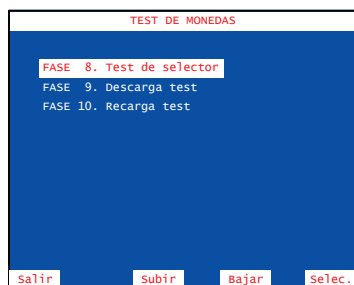 TEST DE MONEDAS
FASE 8. Test de selector
FASE 9. Descarga test
FASE 10. Recarga test
Salir Subir Bajar Selec.